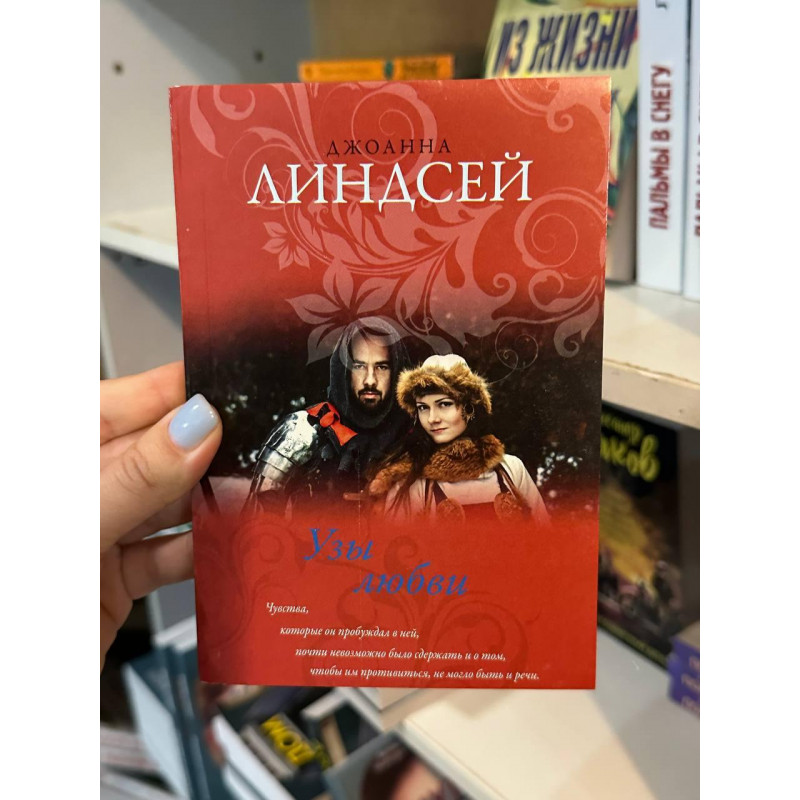 ИЗ ЖИЗНИ
ПАЛЬМЫ В СНЕГУ
ДЖОАННА
ЛИНДСЕЙ
Узы
любви
Чувства,
которые он пробуждал в ней,
почти невозможно было сдержать и о том,
чтобы им противиться, не могло быть и речи.
ДОМ